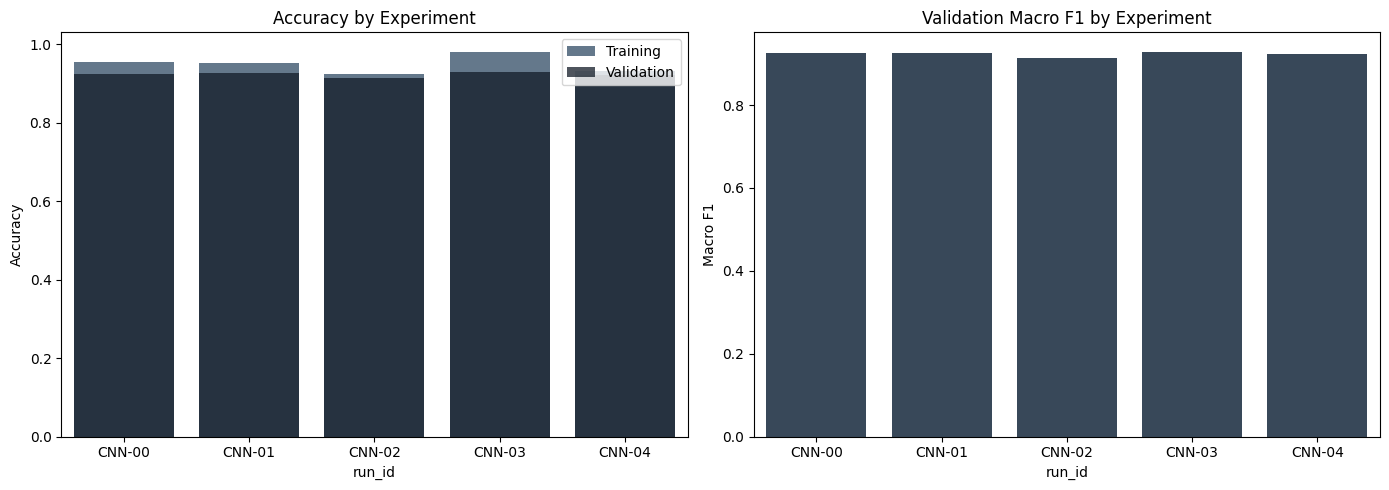 Accuracy by Experiment
Training
Validation
1.0
0.8
0.6
0.4
0.2
0.0
Accuracy
CNN-00 CNN-01 CNN-02 CNN-03 CNN-04
run_id
Validation Macro F1 by Experiment
0.8
0.6
0.4
0.2
0.0
Macro F1
CNN-00 CNN-01 CNN-02 CNN-03 CNN-04
run_id